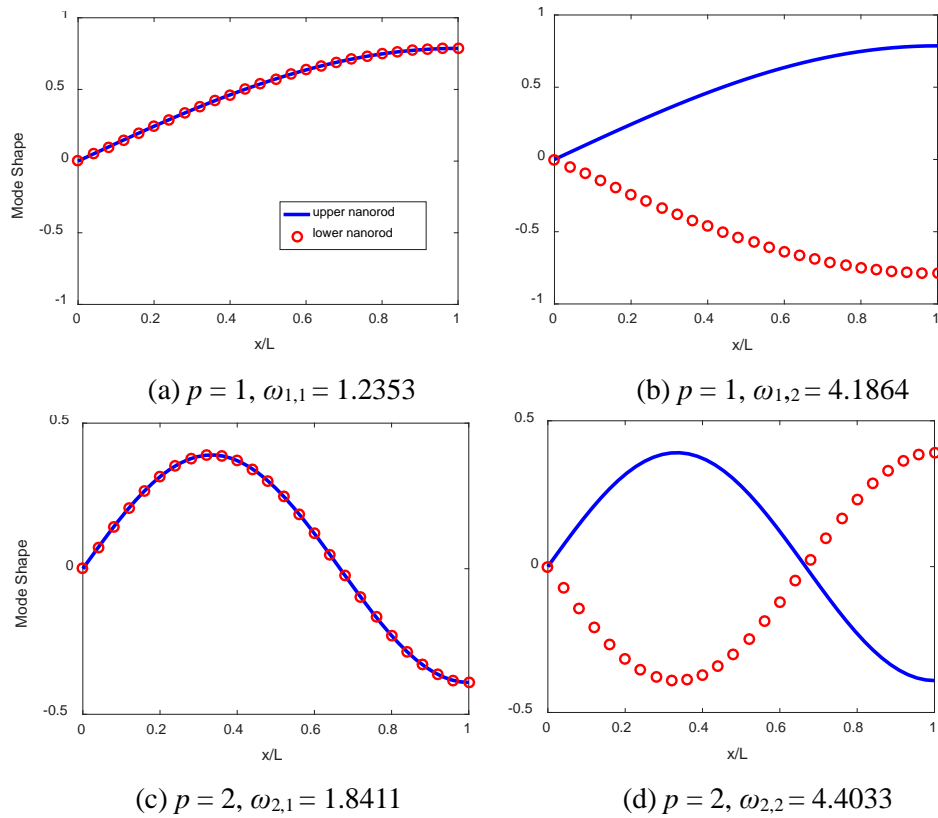 1
0.5
0
-0.5
-1
Mode Shape
upper nanorod
lower nanorod
0 0.2 0.4 0.6 0.8 1
x/L
(a) p = 1, ω1,1 = 1.2353
1
0.5
0
-0.5
-1
0 0.2 0.4 0.6 0.8 1
x/L
(b) p = 1, ω1,2 = 4.1864
0.5
0
-0.5
Mode Shape
0 0.2 0.4 0.6 0.8 1
x/L
(c) p = 2, ω2,1 = 1.8411
0.5
0
-0.5
0 0.2 0.4 0.6 0.8 1
x/L
(d) p = 2, ω2,2 = 4.4033